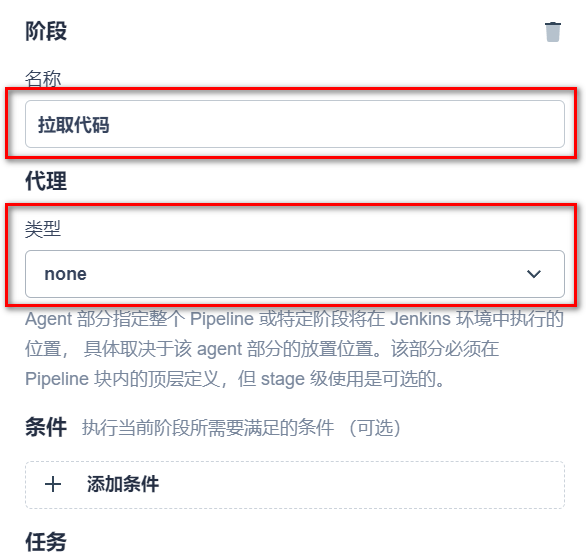 阶段
名称
拉取代码
代理
类型
none
Agent 部分指定整个 Pipeline 或特定阶段将在 Jenkins 环境中执行的
位置， 具体取决于该 agent 部分的放置位置。该部分必须在
Pipeline 块内的顶层定义，但 stage 级使用是可选的。
条件 执行当前阶段所需要满足的条件 （可选）
添加条件
任务